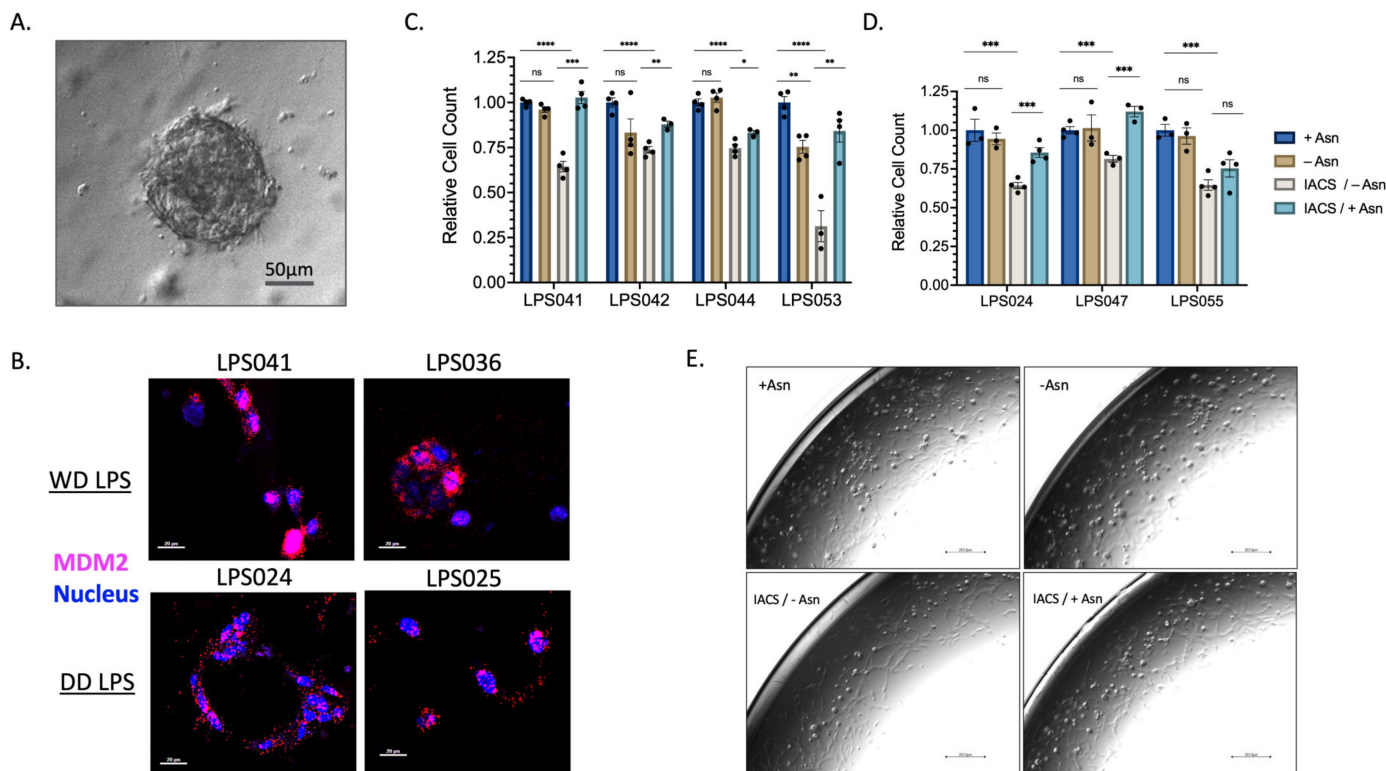 A.
50μm
B.
LPS041
LPS036
WD LPS
MDM2
Nucleus
LPS024
LPS025
DD LPS
20 μm
20 μm
20 μm
20 μm
C.
Relative Cell Count
1.25
1.00
0.75
0.50
0.25
0.00
**** **** **** ****
ns *** ns ** ns * ** **
LPS041 LPS042 LPS044 LPS053
D.
Relative Cell Count
1.25
1.00
0.75
0.50
0.25
0.00
*** *** ***
ns *** ns *** ns ns
LPS024 LPS047 LPS055
+ Asn
– Asn
IACS / – Asn
IACS / + Asn
E.
+Asn
-Asn
IACS / - Asn
IACS / + Asn